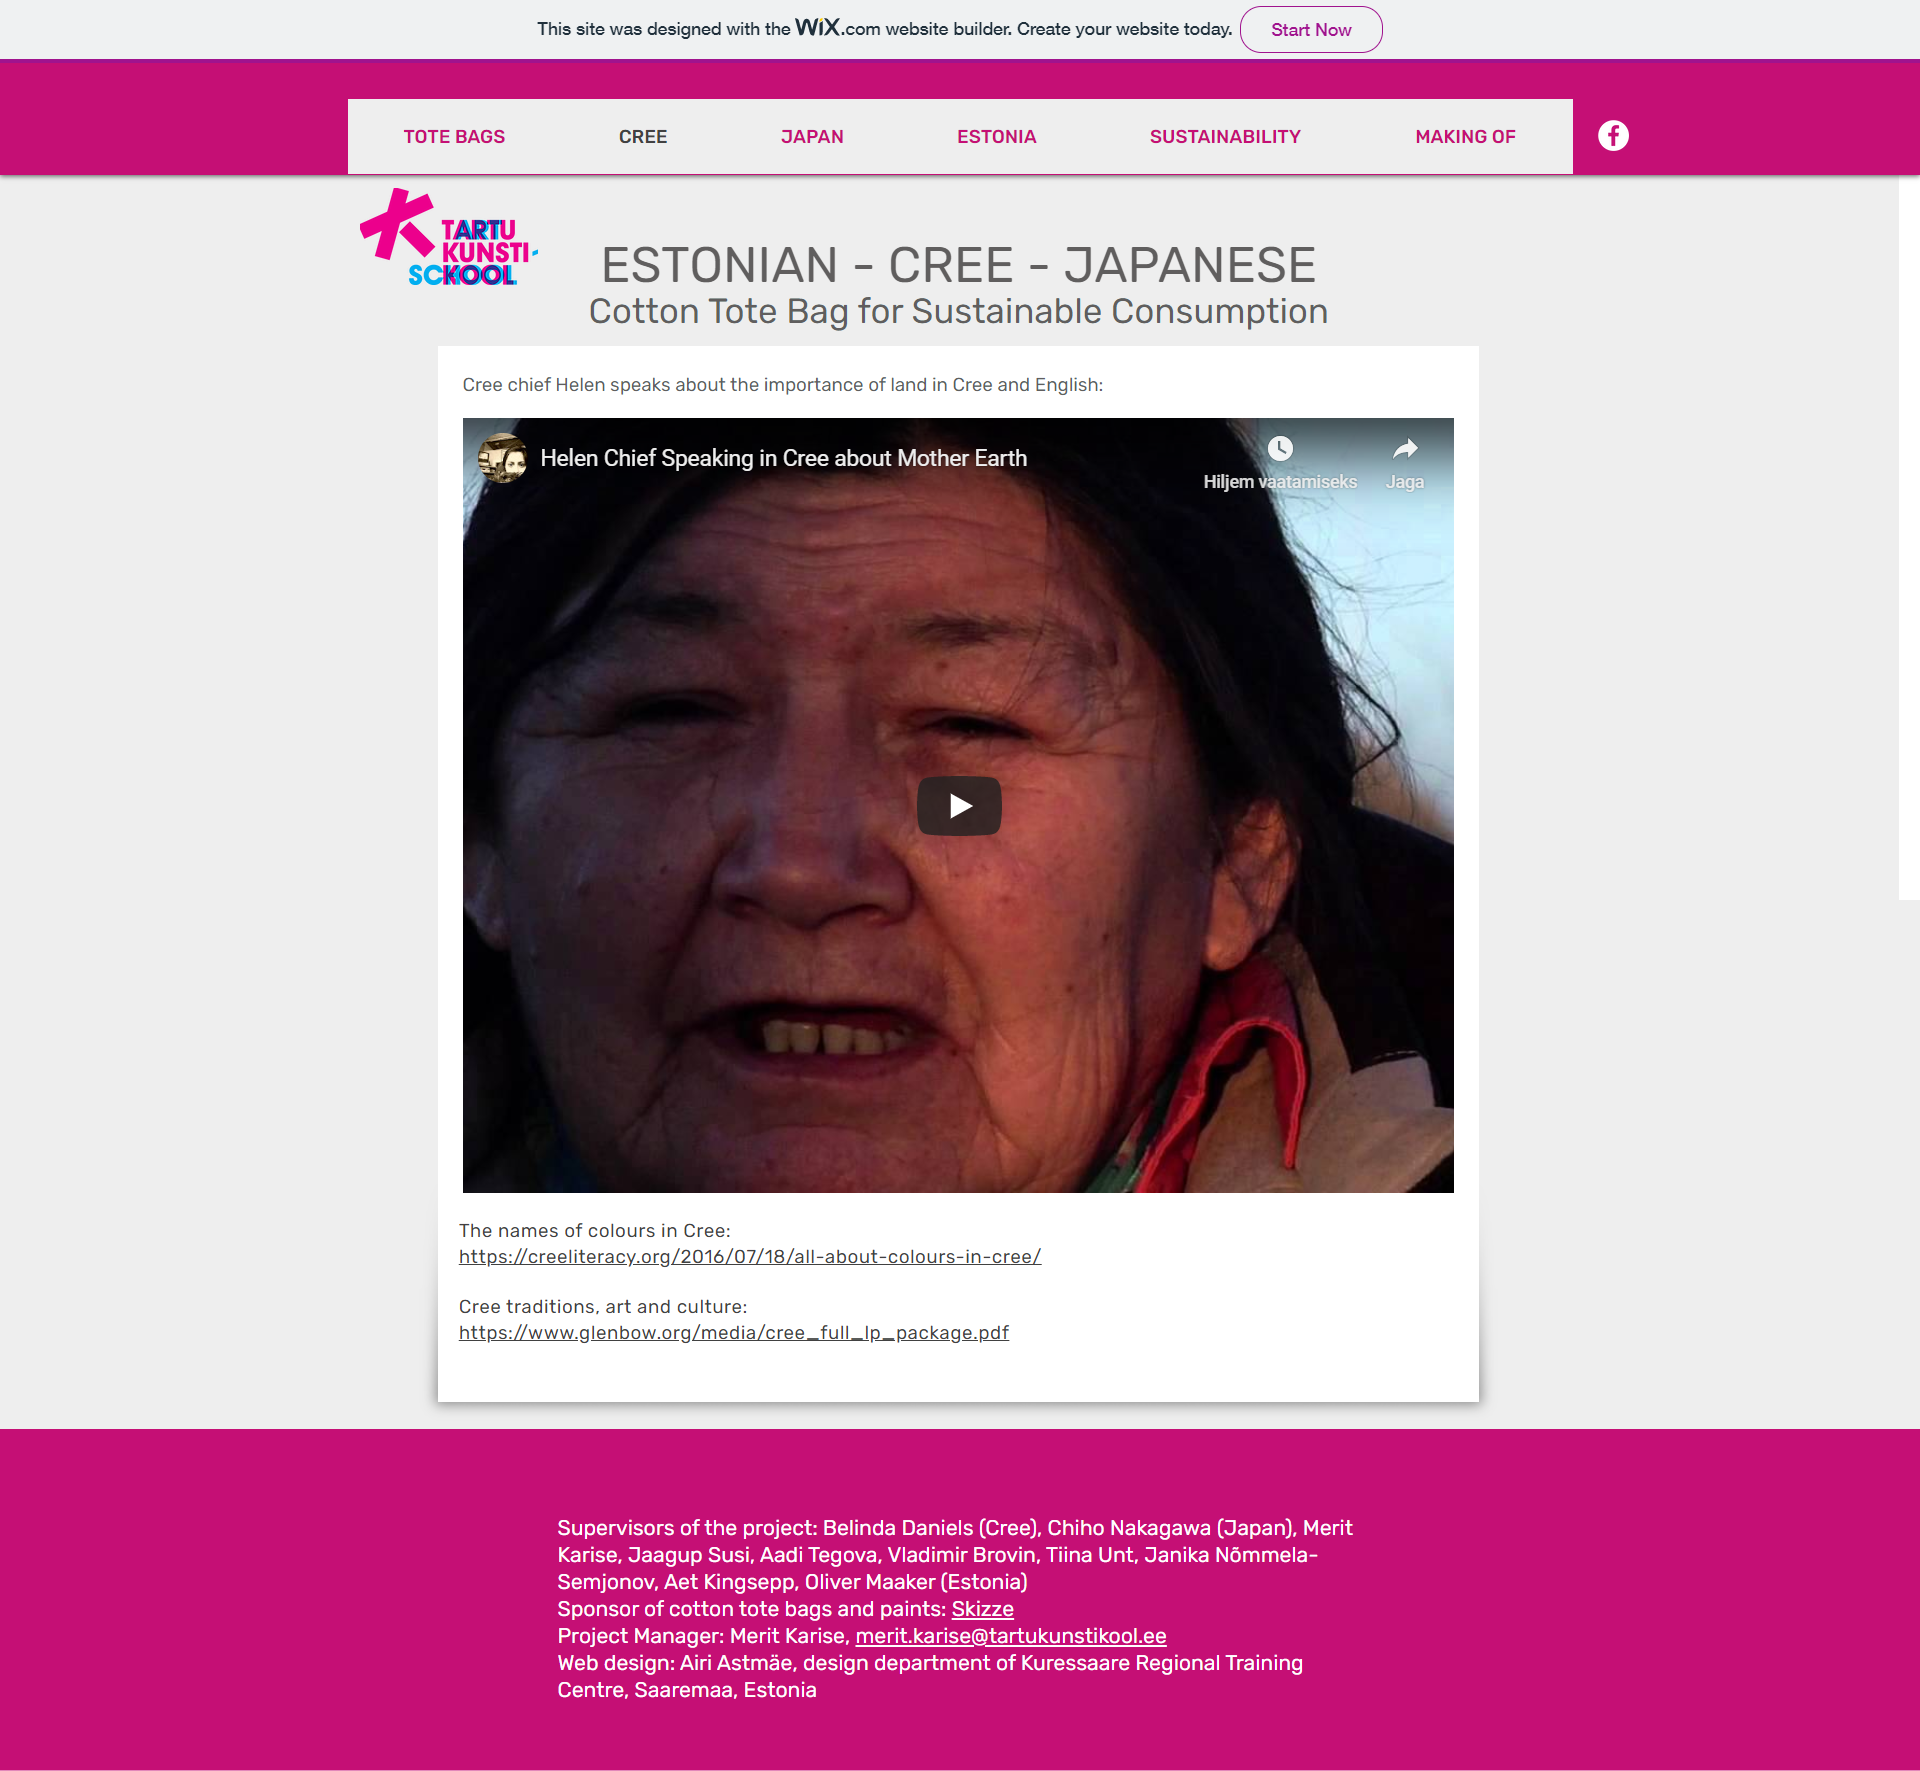 This site was designed with the WiX.com website builder. Create your website today. Start Now
TOTE BAGS CREE JAPAN ESTONIA SUSTAINABILITY MAKING OF
TARTU
KUNSTI-
SCKOOL
ESTONIAN - CREE - JAPANESE
Cotton Tote Bag for Sustainable Consumption
Cree chief Helen speaks about the importance of land in Cree and English:
Helen Chief Speaking in Cree about Mother Earth
Hiljem vaatamiseks Jaga
The names of colours in Cree:
https://creeliteracy.org/2016/07/18/all-about-colours-in-cree/
Cree traditions, art and culture:
https://www.glenbow.org/media/cree_full_lp_package.pdf
Supervisors of the project: Belinda Daniels (Cree), Chiho Nakagawa (Japan), Merit
Karise, Jaagup Susi, Aadi Tegova, Vladimir Brovin, Tiina Unt, Janika Nõmmela-
Semjonov, Aet Kingsepp, Oliver Maaker (Estonia)
Sponsor of cotton tote bags and paints: Skizze
Project Manager: Merit Karise, merit.karise@tartukunstikool.ee
Web design: Airi Astmäe, design department of Kuressaare Regional Training
Centre, Saaremaa, Estonia